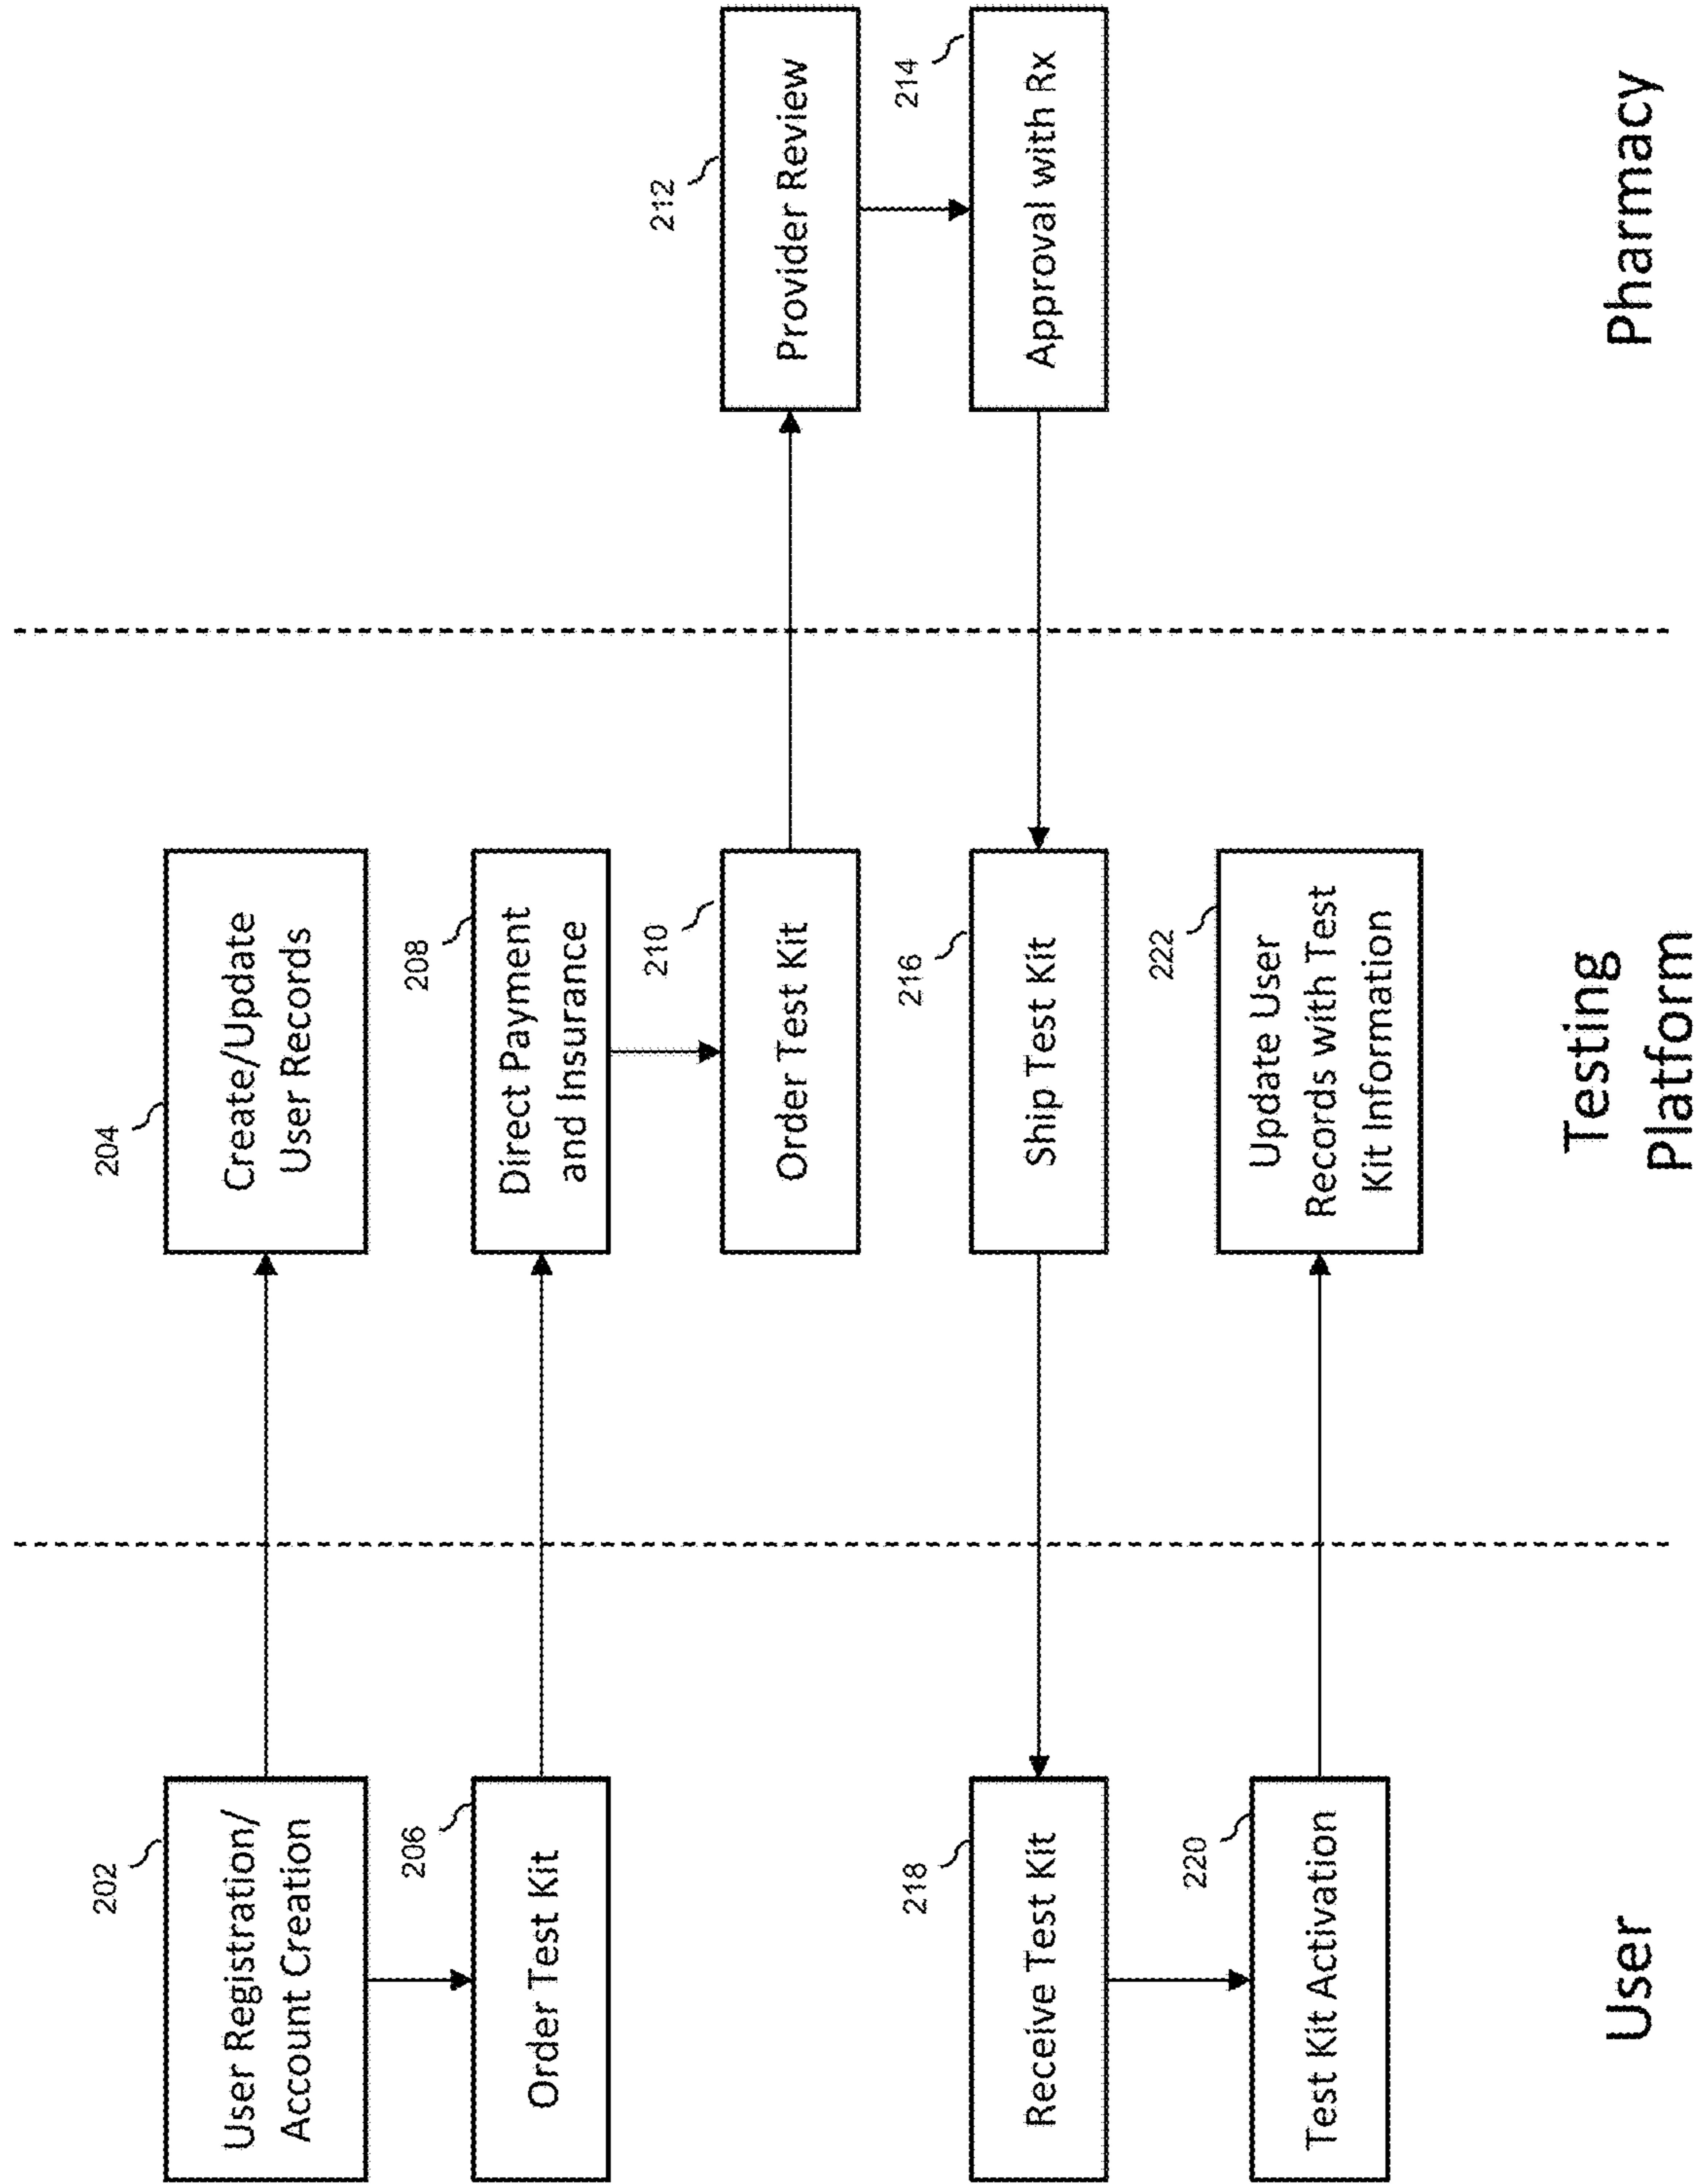 202
User Registration/
Account Creation
204
Create/Update
User Records
206
Order Test Kit
208
Direct Payment
and Insurance
210
Order Test Kit
212
Provider Review
214
Approval with Rx
216
Ship Test Kit
218
Receive Test Kit
220
Test Kit Activation
222
Update User
Records with Test
Kit Information
User
Testing
Platform
Pharmacy